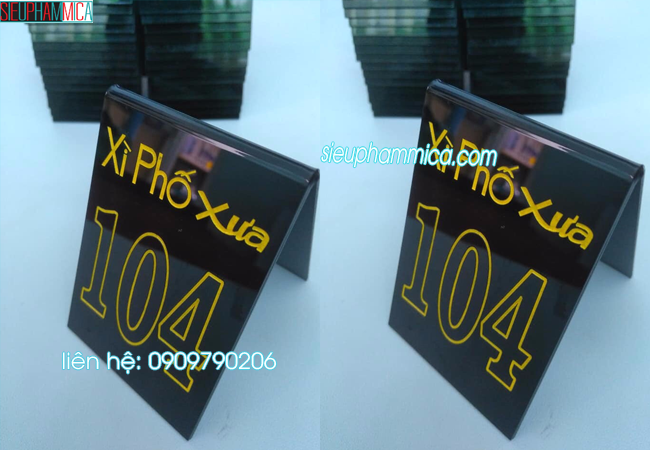 SIEUPHAMMICA
Xì Phố Xưa
104
liên hệ: 0909790206
sieuphammica.com
Xì Phố Xưa
104